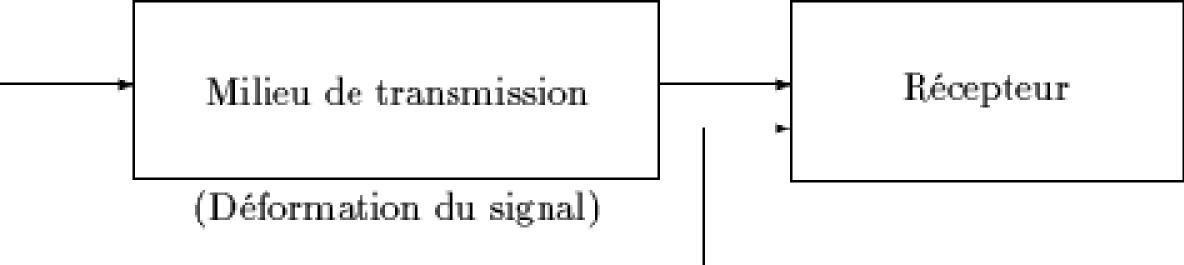 Milieu de transmission
Récepteur
(Déformation du signal)